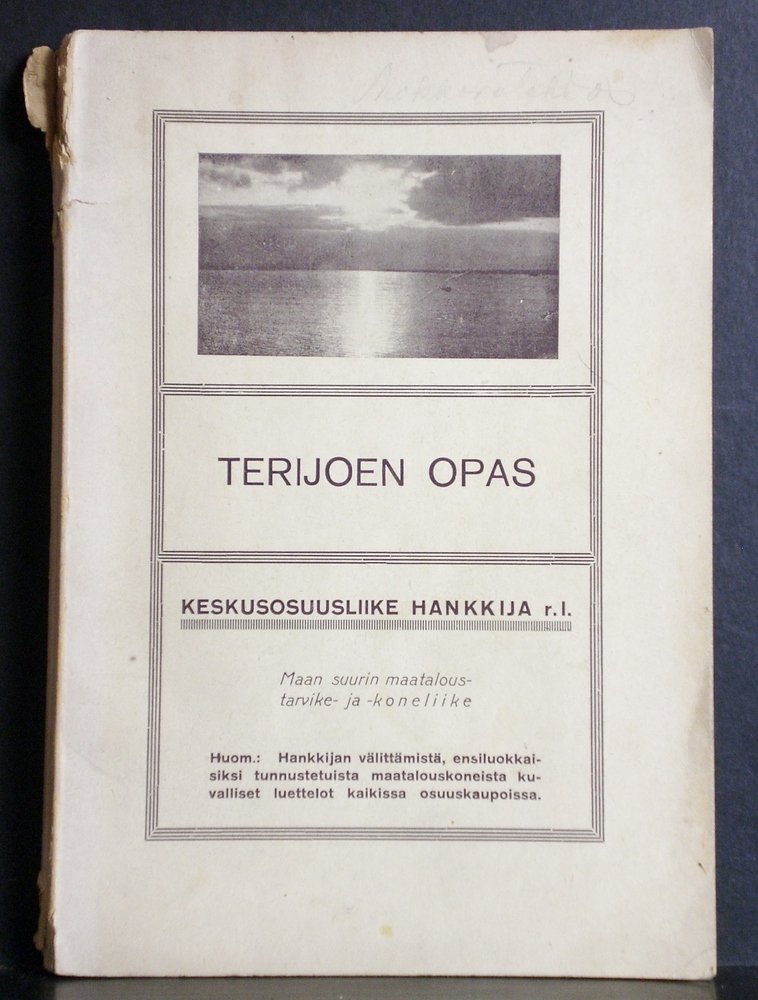 TERIJOEN OPAS
KESKUSOSUUSLIIKE HANKKIJA r.l.
Maan suurin maatalous-
tarvike- ja -koneliike
Huom.: Hankkijan välittämistä, ensiluokkai-
siksi tunnustetuista maatalouskoneista ku-
valliset luettelot kaikissa osuuskaupoissa.